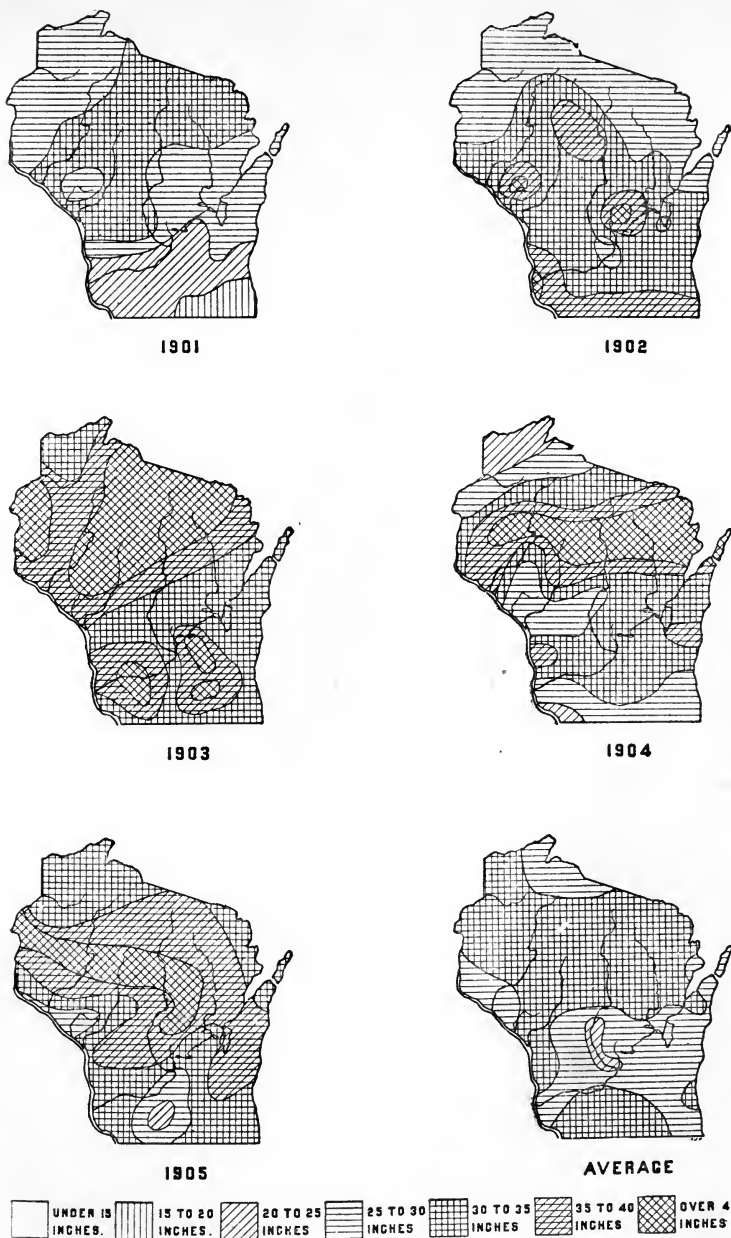 1901
1902
1903
1904
1905
AVERAGE
UNDER 15 INCHES.
15 TO 20 INCHES.
20 TO 25 INCHES
25 TO 30 INCHES
30 TO 35 INCHES
35 TO 40 INCHES
OVER 4
INCHES